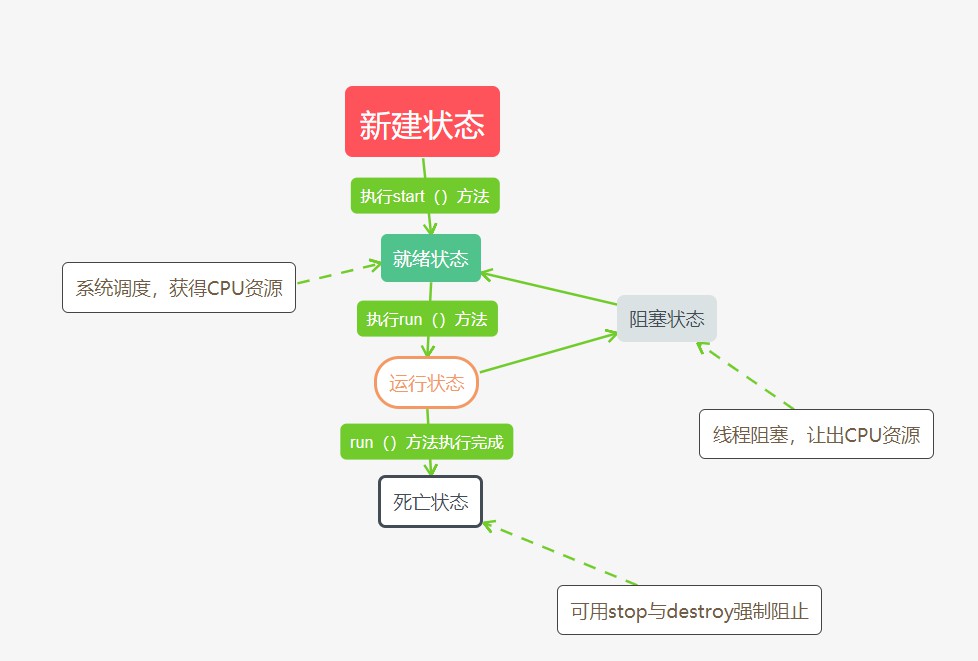 新建状态
执行start（）方法
就绪状态
系统调度，获得CPU资源
执行run（）方法
阻塞状态
运行状态
线程阻塞，让出CPU资源
run（）方法执行完成
死亡状态
可用stop与destroy强制阻止